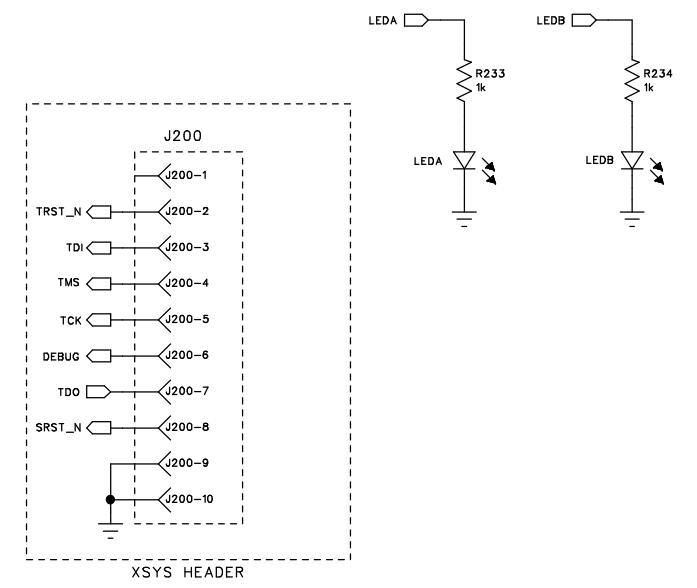 LEDA
LEDB
R233
1k
R234
1k
LEDA
LEDB
J200
J200-1
TRST_N J200-2
TDI J200-3
TMS J200-4
TCK J200-5
DEBUG J200-6
TDO J200-7
SRST_N J200-8
J200-9
J200-10
XSYS HEADER